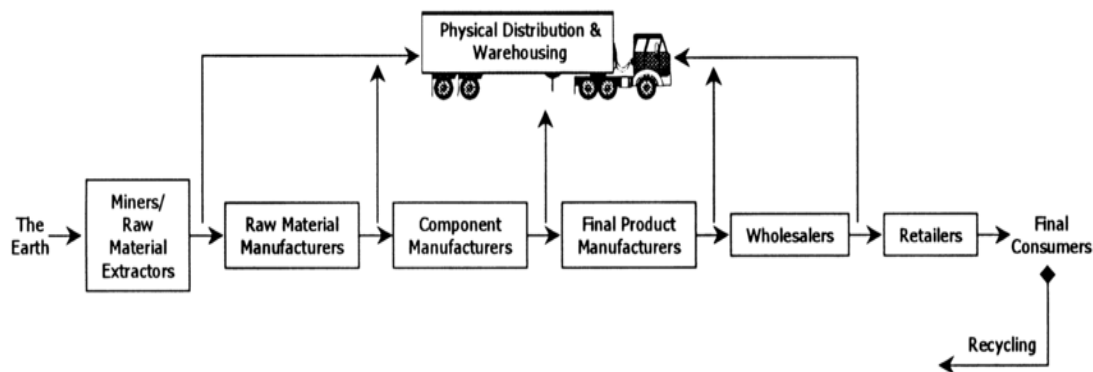 Physical Distribution &
Warehousing
The
Earth
Miners/
Raw
Material
Extractors
Raw Material
Manufacturers
Component
Manufacturers
Final Product
Manufacturers
Wholesalers
Retailers
Final
Consumers
Recycling